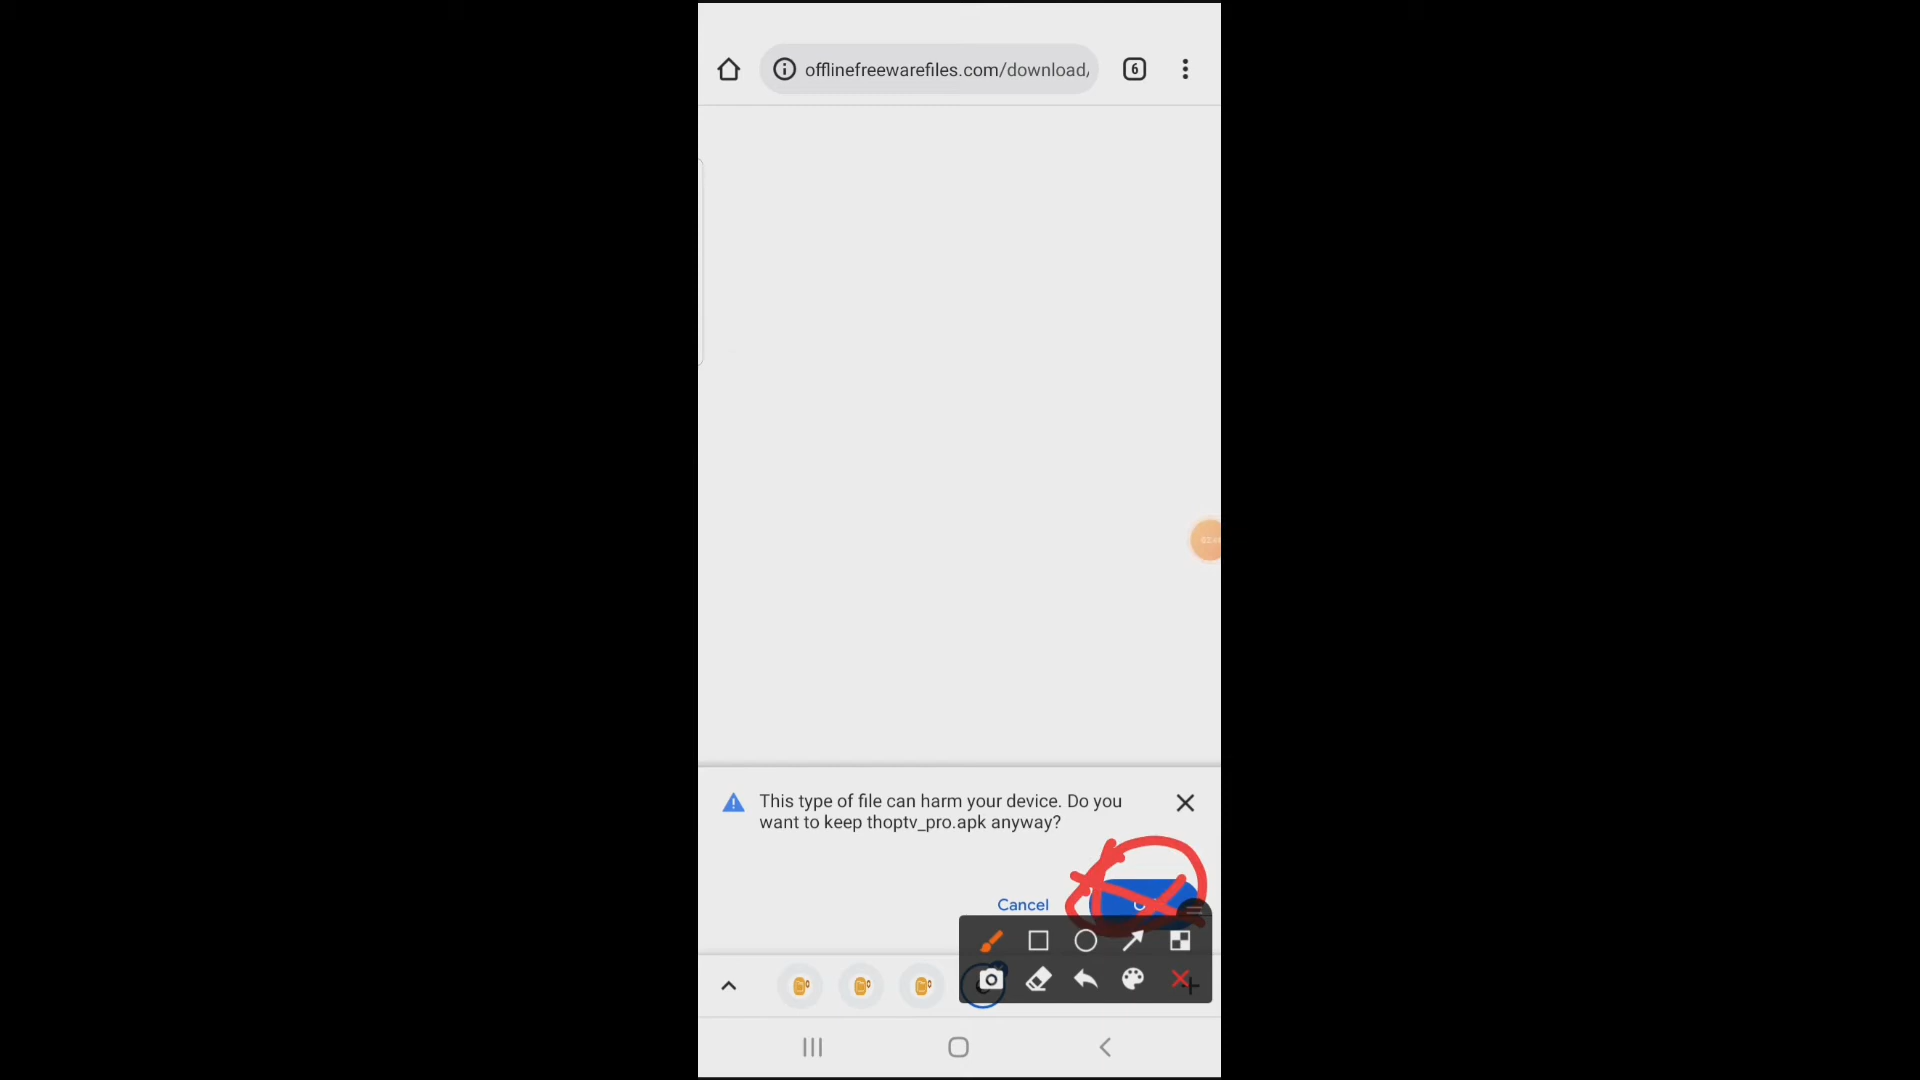 offlinefreewarefiles.com/download,
6
This type of file can harm your device. Do you
want to keep thoptv_pro.apk anyway?
Cancel